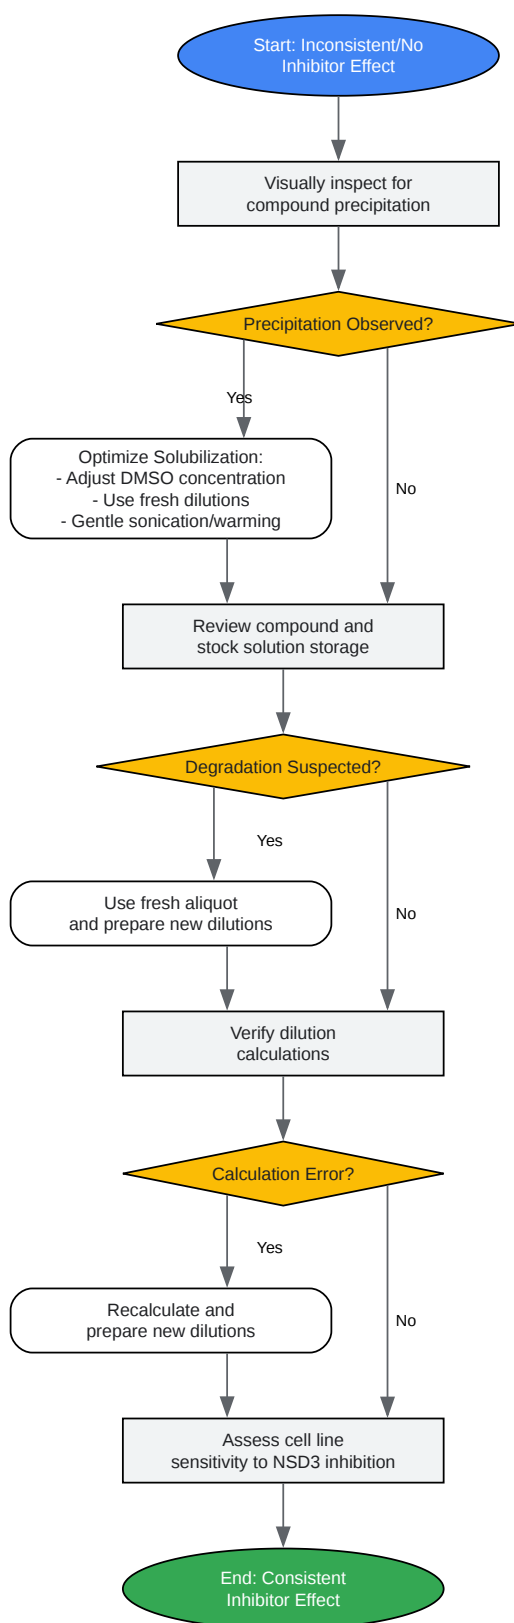 Start: Inconsistent/No
Inhibitor Effect
Visually inspect for
compound precipitation
Precipitation Observed?
Yes
Optimize Solubilization:
- Adjust DMSO concentration
- Use fresh dilutions
- Gentle sonication/warming
No
Review compound and
stock solution storage
Degradation Suspected?
Yes
Use fresh aliquot
and prepare new dilutions
No
Verify dilution
calculations
Calculation Error?
Yes
Recalculate and
prepare new dilutions
No
Assess cell line
sensitivity to NSD3 inhibition
End: Consistent
Inhibitor Effect